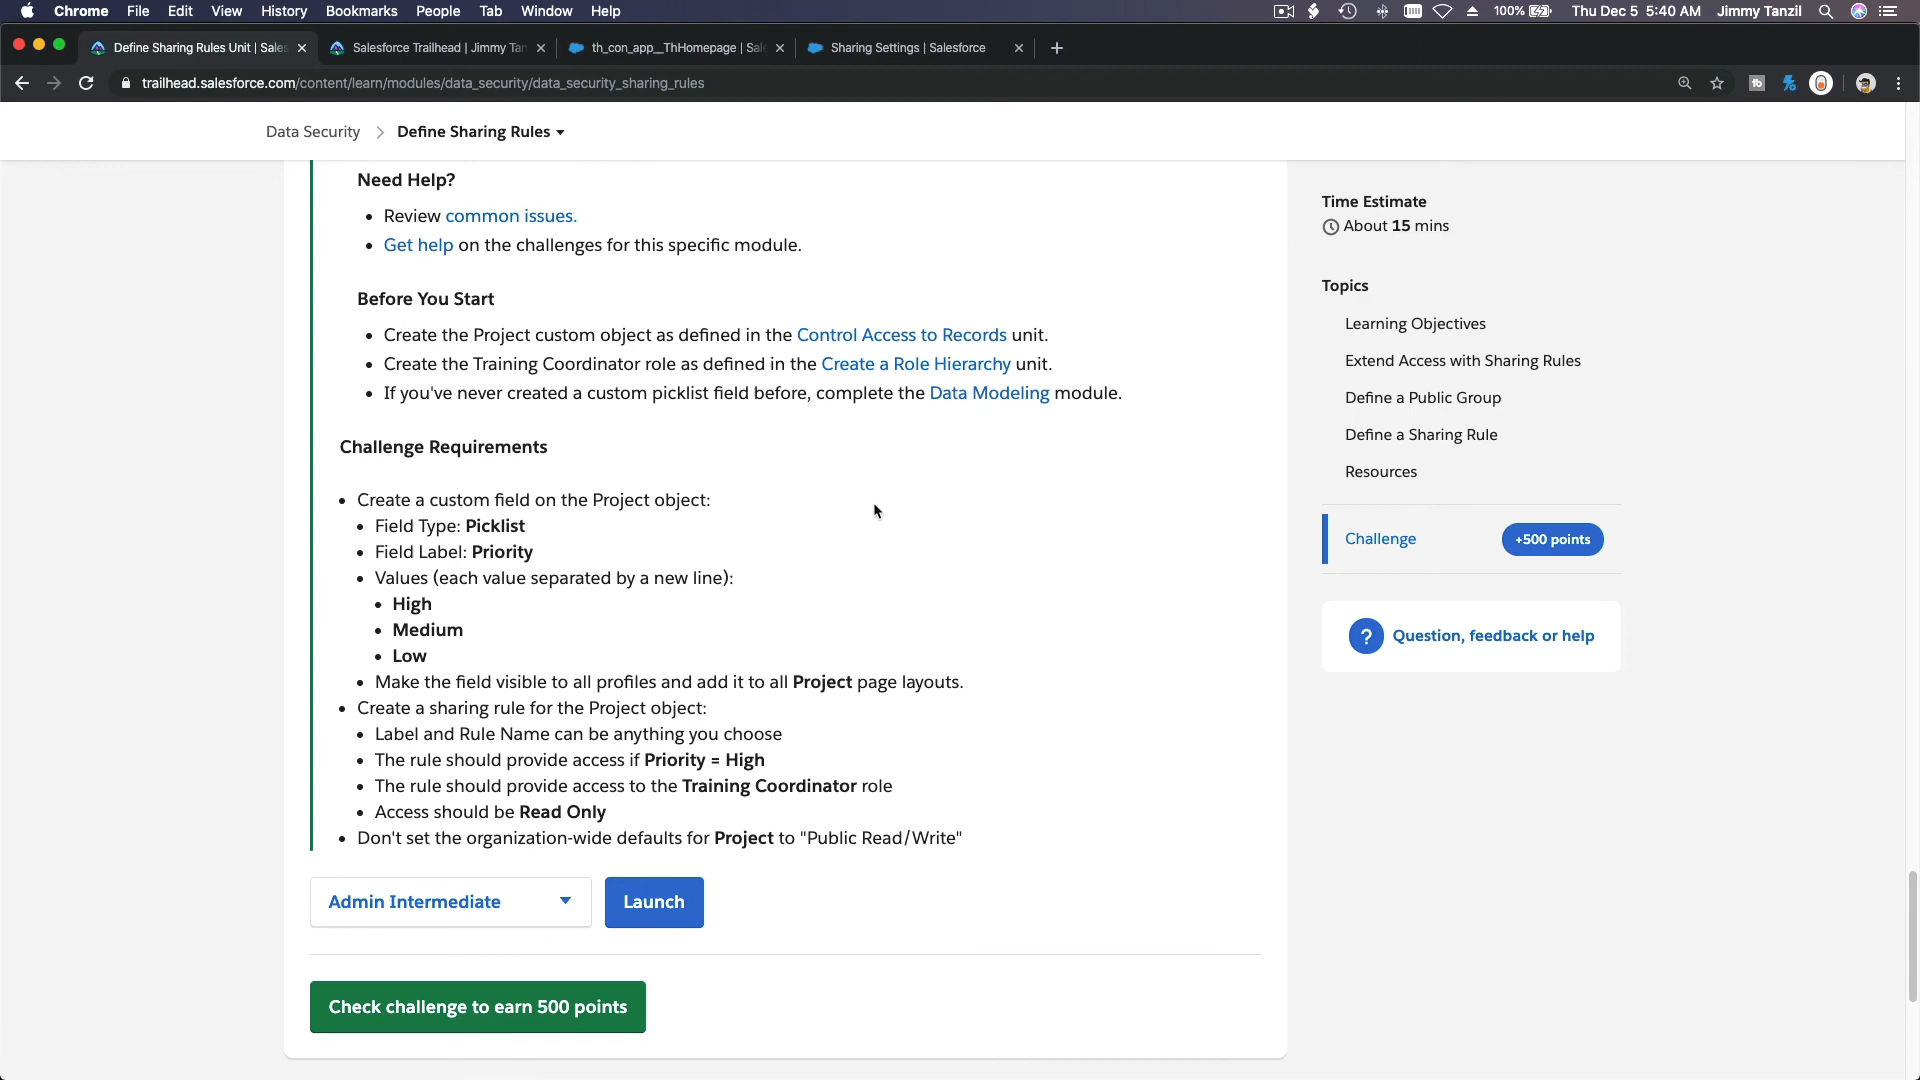 Chrome File Edit View History Bookmarks People Tab Window Help 100% Thu Dec 5 5:40 AM Jimmy Tanzil
Define Sharing Rules Unit | Sales Salesforce Trailhead | Jimmy Tan th_con_app__ThHomepage | Sal Sharing Settings | Salesforce
trailhead.salesforce.com/content/learn/modules/data_security/data_security_sharing_rules
Data Security > Define Sharing Rules
Need Help?
Review common issues.
Get help on the challenges for this specific module.
Before You Start
Create the Project custom object as defined in the Control Access to Records unit.
Create the Training Coordinator role as defined in the Create a Role Hierarchy unit.
If you've never created a custom picklist field before, complete the Data Modeling module.
Challenge Requirements
Create a custom field on the Project object:
Field Type: Picklist
Field Label: Priority
Values (each value separated by a new line):
High
Medium
Low
Make the field visible to all profiles and add it to all Project page layouts.
Create a sharing rule for the Project object:
Label and Rule Name can be anything you choose
The rule should provide access if Priority = High
The rule should provide access to the Training Coordinator role
Access should be Read Only
Don't set the organization-wide defaults for Project to "Public Read/Write"
Admin Intermediate
Launch
Check challenge to earn 500 points
Time Estimate
About 15 mins
Topics
Learning Objectives
Extend Access with Sharing Rules
Define a Public Group
Define a Sharing Rule
Resources
Challenge
+500 points
? Question, feedback or help